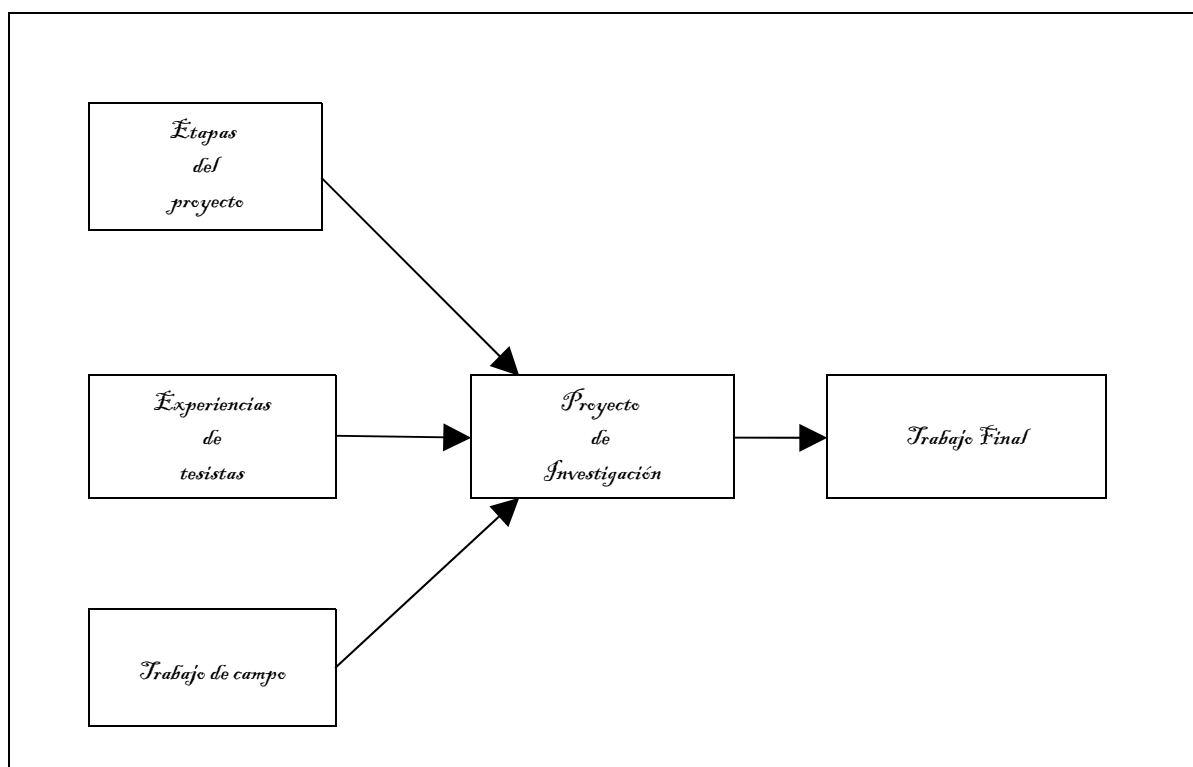 Etapas
del
proyecto
Experiencias
de
tesistas
Proyecto
de
Investigación
Trabajo Final
Trabajo de campo